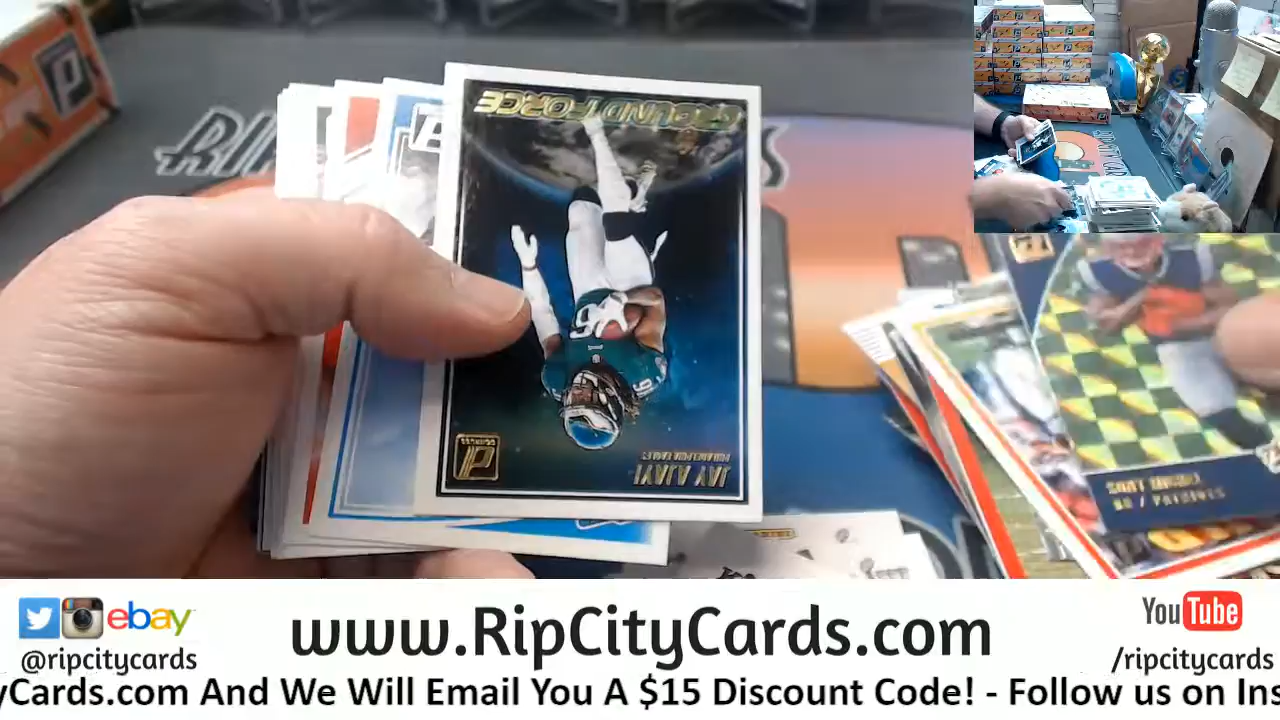 GROUND FORCE
JAY AJAYI
PHILADELPHIA EAGLES
DONRUSS
SONY MICHEL
RB / PATRIOTS
ebay
www.RipCityCards.com
YouTube
@ripcitycards
/ripcitycards
yCards.com And We Will Email You A $15 Discount Code! - Follow us on Ins